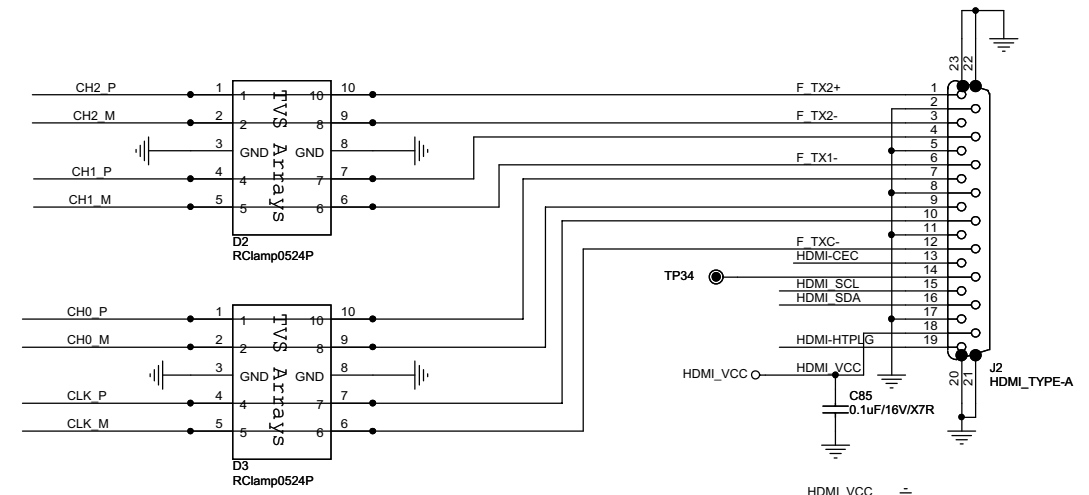 23
22
CH2_P 1 1 10 10 F_TX2+ 1
2
CH2_M 2 2 8 9 F_TX2- 3
4
3 GND GND 8 5
F_TX1- 6
CH1_P 4 4 7 7 7
8
CH1_M 5 5 6 6 9
TVS Arrays
10
11
D2
RClamp0524P
F_TXC- 12
HDMI-CEC 13
TP34 14
HDMI_SCL 15
HDMI_SDA 16
CH0_P 1 1 10 10 17
18
CH0_M 2 2 8 9 HDMI-HTPLG 19
3 GND GND 8
HDMI_VCC HDMI_VCC
20
21
J2
HDMI_TYPE-A
CLK_P 4 4 7 7
C85
0.1uF/16V/X7R
CLK_M 5 5 6 6
TVS Arrays
D3
RClamp0524P
HDMI_VCC